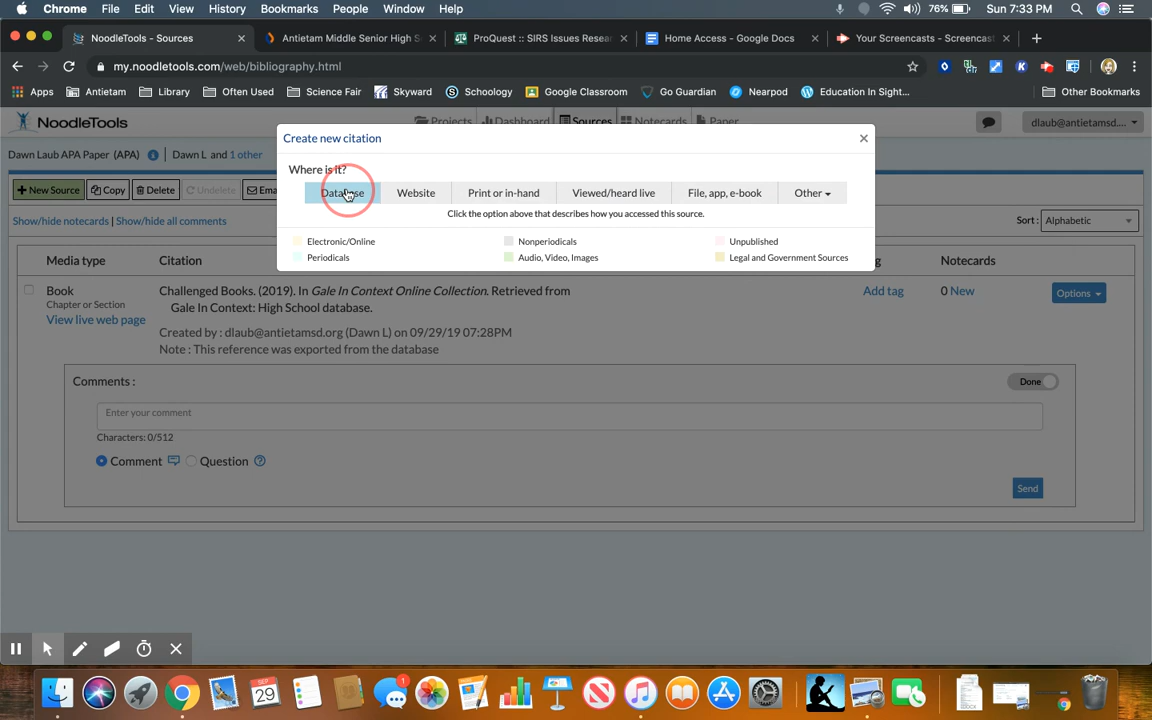 Chrome File Edit View History Bookmarks People Window Help 76% Sun 7:33 PM
NoodleTools - Sources Antietam Middle Senior High S ProQuest :: SIRS Issues Resea Home Access - Google Docs Your Screencasts - Screencast
my.noodletools.com/web/bibliography.html
Apps Antietam Library Often Used Science Fair Skyward Schoology Google Classroom Go Guardian Nearpod Education In Sight... Other Bookmarks
NoodleTools Projects Dashboard Sources Notecards Paper dlaub@antietamsd....
Create new citation
Dawn Laub APA Paper (APA) Dawn L and 1 other
Where is it?
New Source Copy Delete Undelete Ema
Database Website Print or in-hand Viewed/heard live File, app, e-book Other
Click the option above that describes how you accessed this source.
Show/hide notecards | Show/hide all comments Sort: Alphabetic
Electronic/Online Nonperiodicals Unpublished
Periodicals Audio, Video, Images Legal and Government Sources
Media type Citation g Notecards
Book Challenged Books. (2019). In Gale In Context Online Collection. Retrieved from Add tag 0 New Options
Chapter or Section Gale In Context: High School database.
View live web page
Created by : dlaub@antietamsd.org (Dawn L) on 09/29/19 07:28PM
Note : This reference was exported from the database
Comments : Done
Enter your comment
Characters: 0/512
Comment Question
Send
SEP
29
1